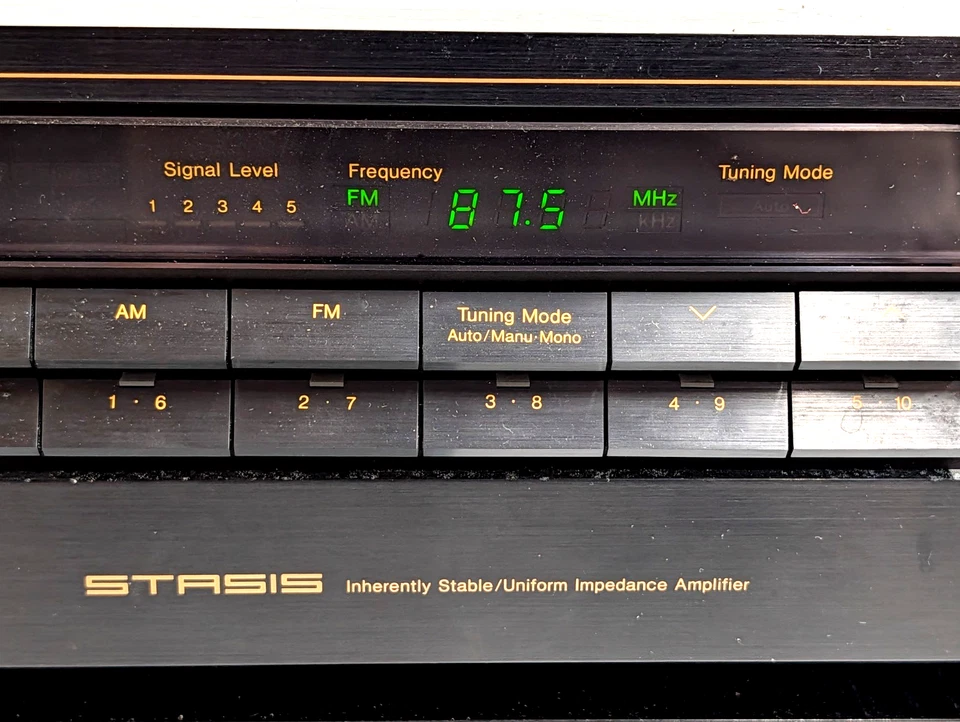 Signal Level Frequency Tuning Mode
1 2 3 4 5 FM 87.5 MHz
AM kHz Auto
AM FM Tuning Mode
Auto/Manu·Mono
1 · 6 2 · 7 3 · 8 4 · 9 5 · 10
STASIS Inherently Stable/Uniform Impedance Amplifier